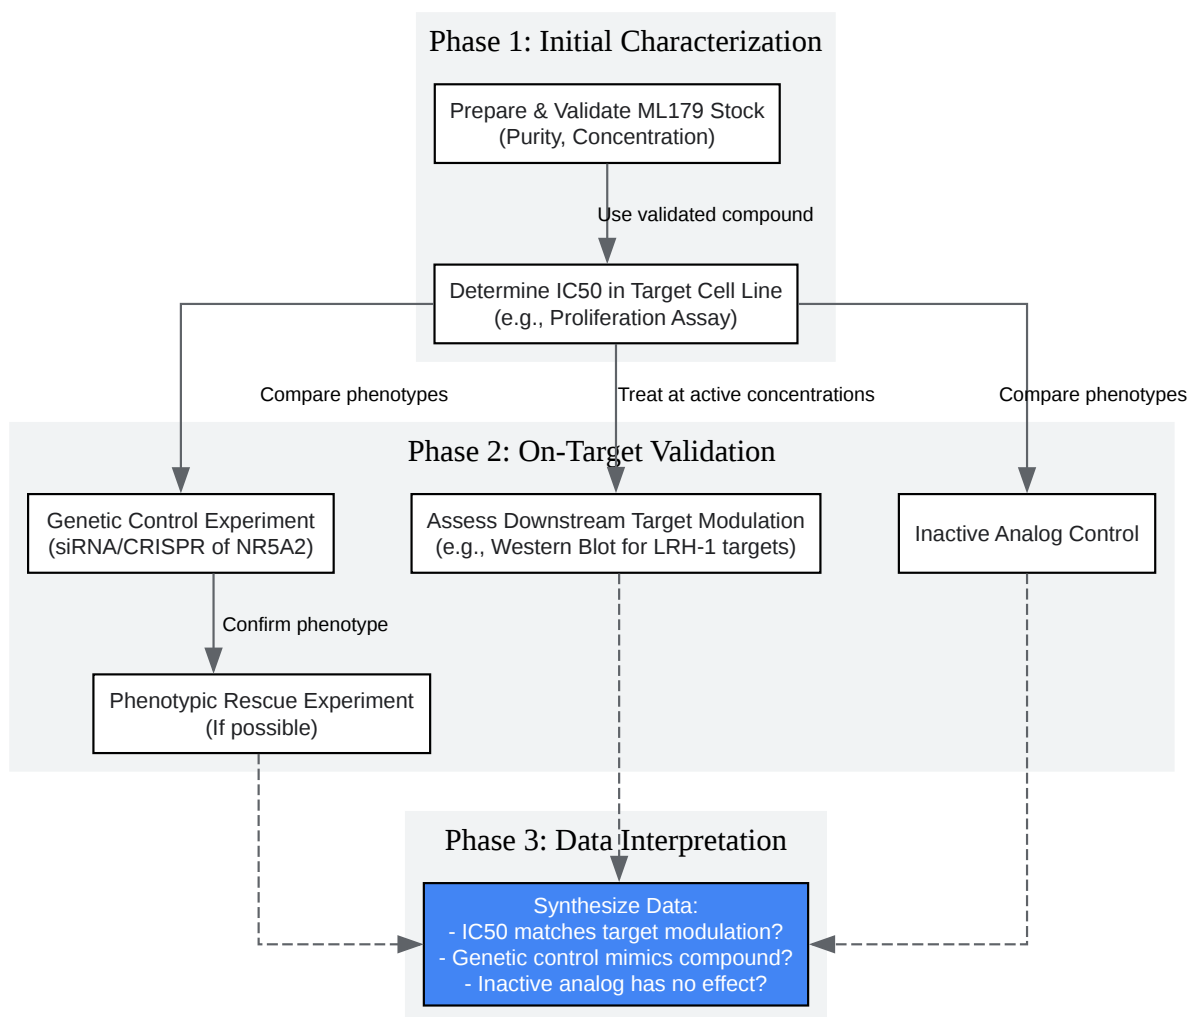 Phase 1: Initial Characterization
Prepare & Validate ML179 Stock
(Purity, Concentration)
Use validated compound
Determine IC50 in Target Cell Line
(e.g., Proliferation Assay)
Compare phenotypes
Treat at active concentrations
Compare phenotypes
Phase 2: On-Target Validation
Genetic Control Experiment
(siRNA/CRISPR of NR5A2)
Assess Downstream Target Modulation
(e.g., Western Blot for LRH-1 targets)
Inactive Analog Control
Confirm phenotype
Phenotypic Rescue Experiment
(If possible)
Phase 3: Data Interpretation
Synthesize Data:
- IC50 matches target modulation?
- Genetic control mimics compound?
- Inactive analog has no effect?